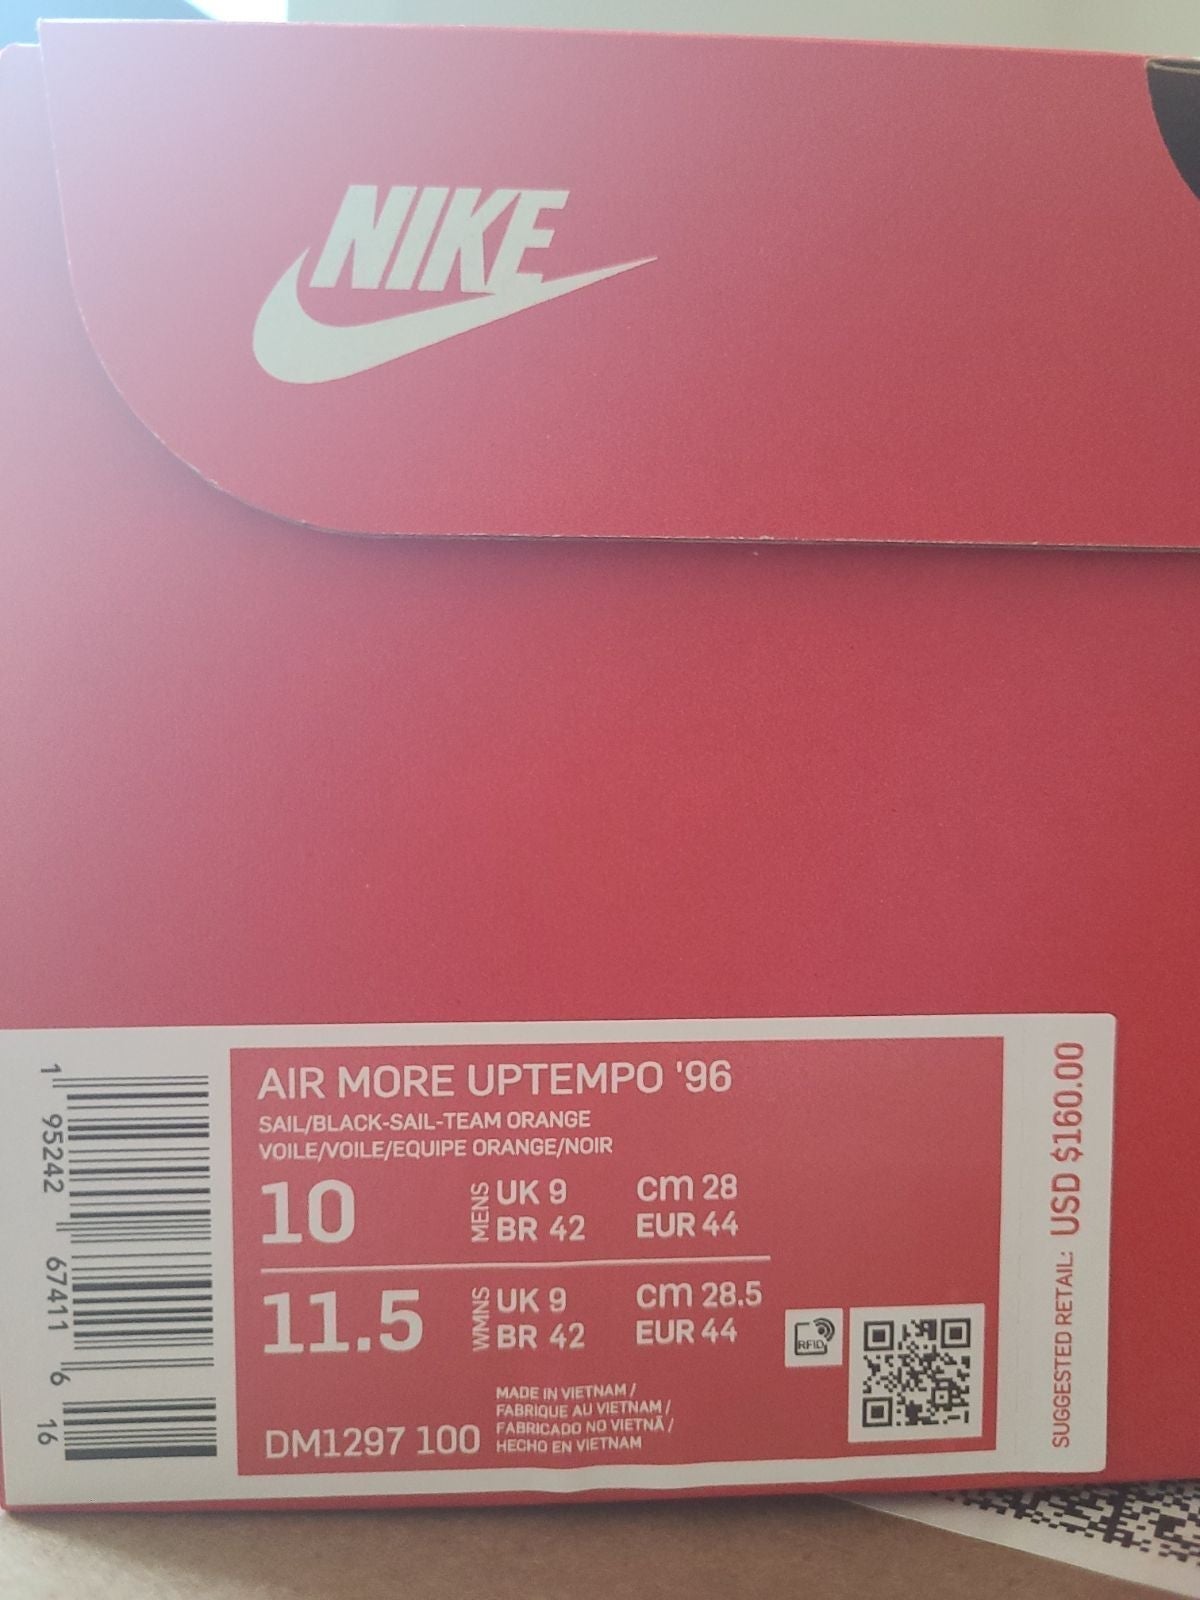 NIKE
AIR MORE UPTEMPO '96
SAIL/BLACK-SAIL-TEAM ORANGE
VOILE/VOILE/EQUIPE ORANGE/NOIR
10
MENS
UK 9
cm 28
BR 42
EUR 44
11.5
WMNS
UK 9
cm 28.5
BR 42
EUR 44
RFID
MADE IN VIETNAM /
FABRIQUE AU VIETNAM /
FABRICADO NO VIETNÃ /
HECHO EN VIETNAM
DM1297 100
1 95242 67411 6 16
SUGGESTED RETAIL: USD $160.00